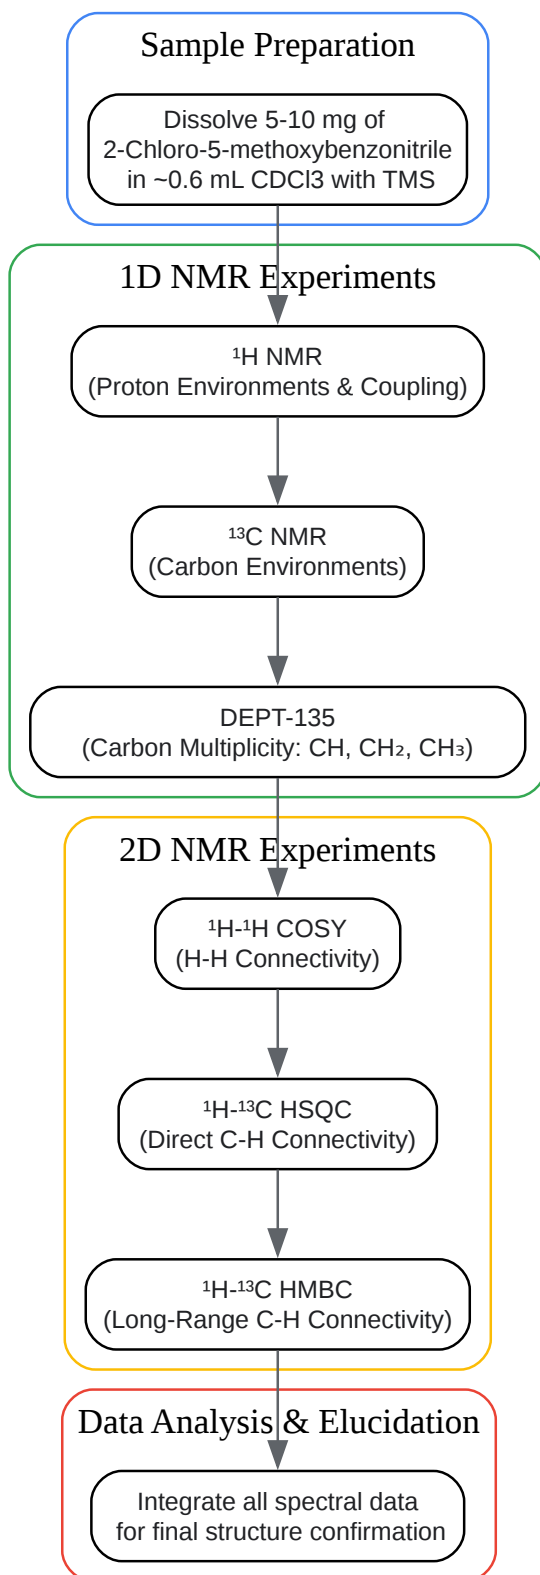 Sample Preparation
Dissolve 5-10 mg of
2-Chloro-5-methoxybenzonitrile
in ~0.6 mL CDCl3 with TMS
1D NMR Experiments
¹H NMR
(Proton Environments & Coupling)
¹³C NMR
(Carbon Environments)
DEPT-135
(Carbon Multiplicity: CH, CH₂, CH₃)
2D NMR Experiments
¹H-¹H COSY
(H-H Connectivity)
¹H-¹³C HSQC
(Direct C-H Connectivity)
¹H-¹³C HMBC
(Long-Range C-H Connectivity)
Data Analysis & Elucidation
Integrate all spectral data
for final structure confirmation